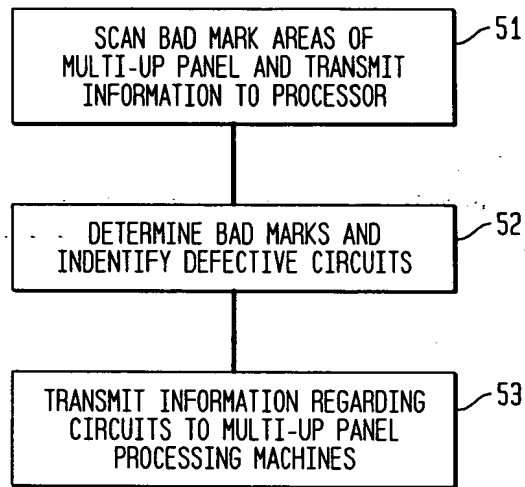 SCAN BAD MARK AREAS OF
MULTI-UP PANEL AND TRANSMIT
INFORMATION TO PROCESSOR
51
DETERMINE BAD MARKS AND
INDENTIFY DEFECTIVE CIRCUITS
52
TRANSMIT INFORMATION REGARDING
CIRCUITS TO MULTI-UP PANEL
PROCESSING MACHINES
53